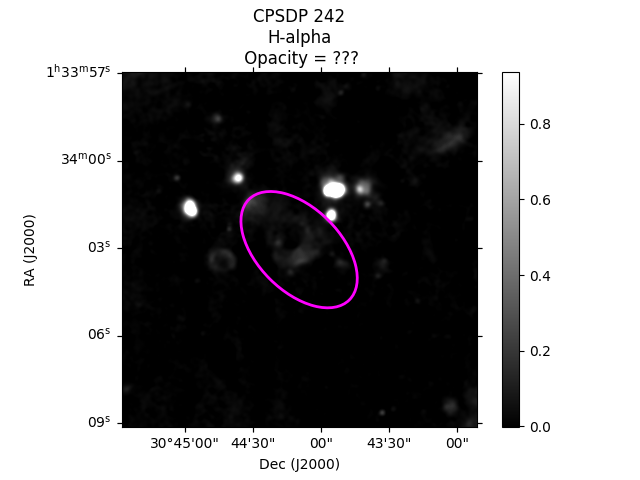 CPSDP 242
H-alpha
Opacity = ???
1ʰ33ᵐ57ˢ
34ᵐ00ˢ
03ˢ
06ˢ
09ˢ
RA (J2000)
30°45'00" 44'30" 00" 43'30" 00"
Dec (J2000)
0.8
0.6
0.4
0.2
0.0